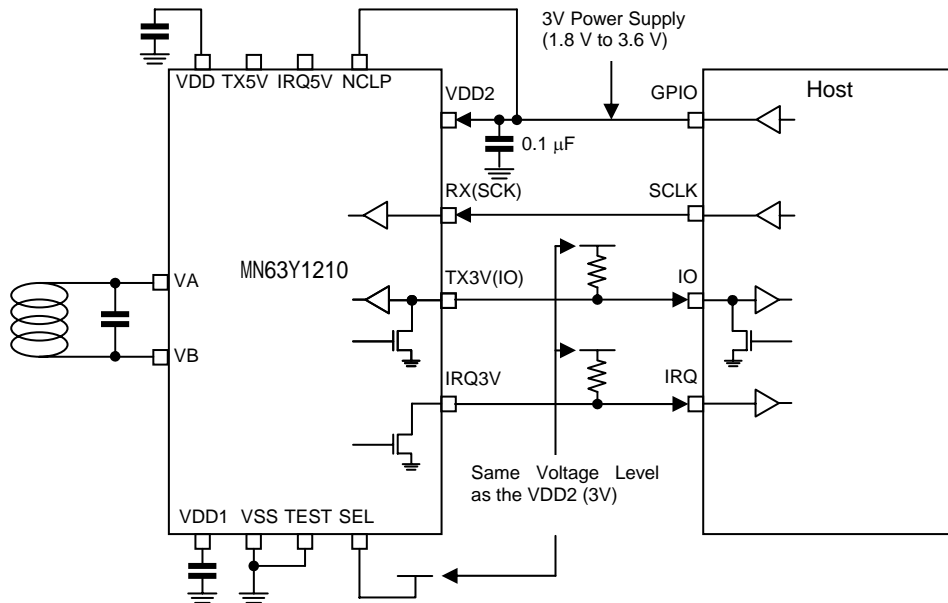 3V Power Supply
(1.8 V to 3.6 V)
VDD TX5V IRQ5V NCLP
VDD2
GPIO
Host
0.1 μF
RX(SCK)
SCLK
MN63Y1210
VA
TX3V(IO)
IO
VB
IRQ3V
IRQ
Same Voltage Level
as the VDD2 (3V)
VDD1 VSS TEST SEL